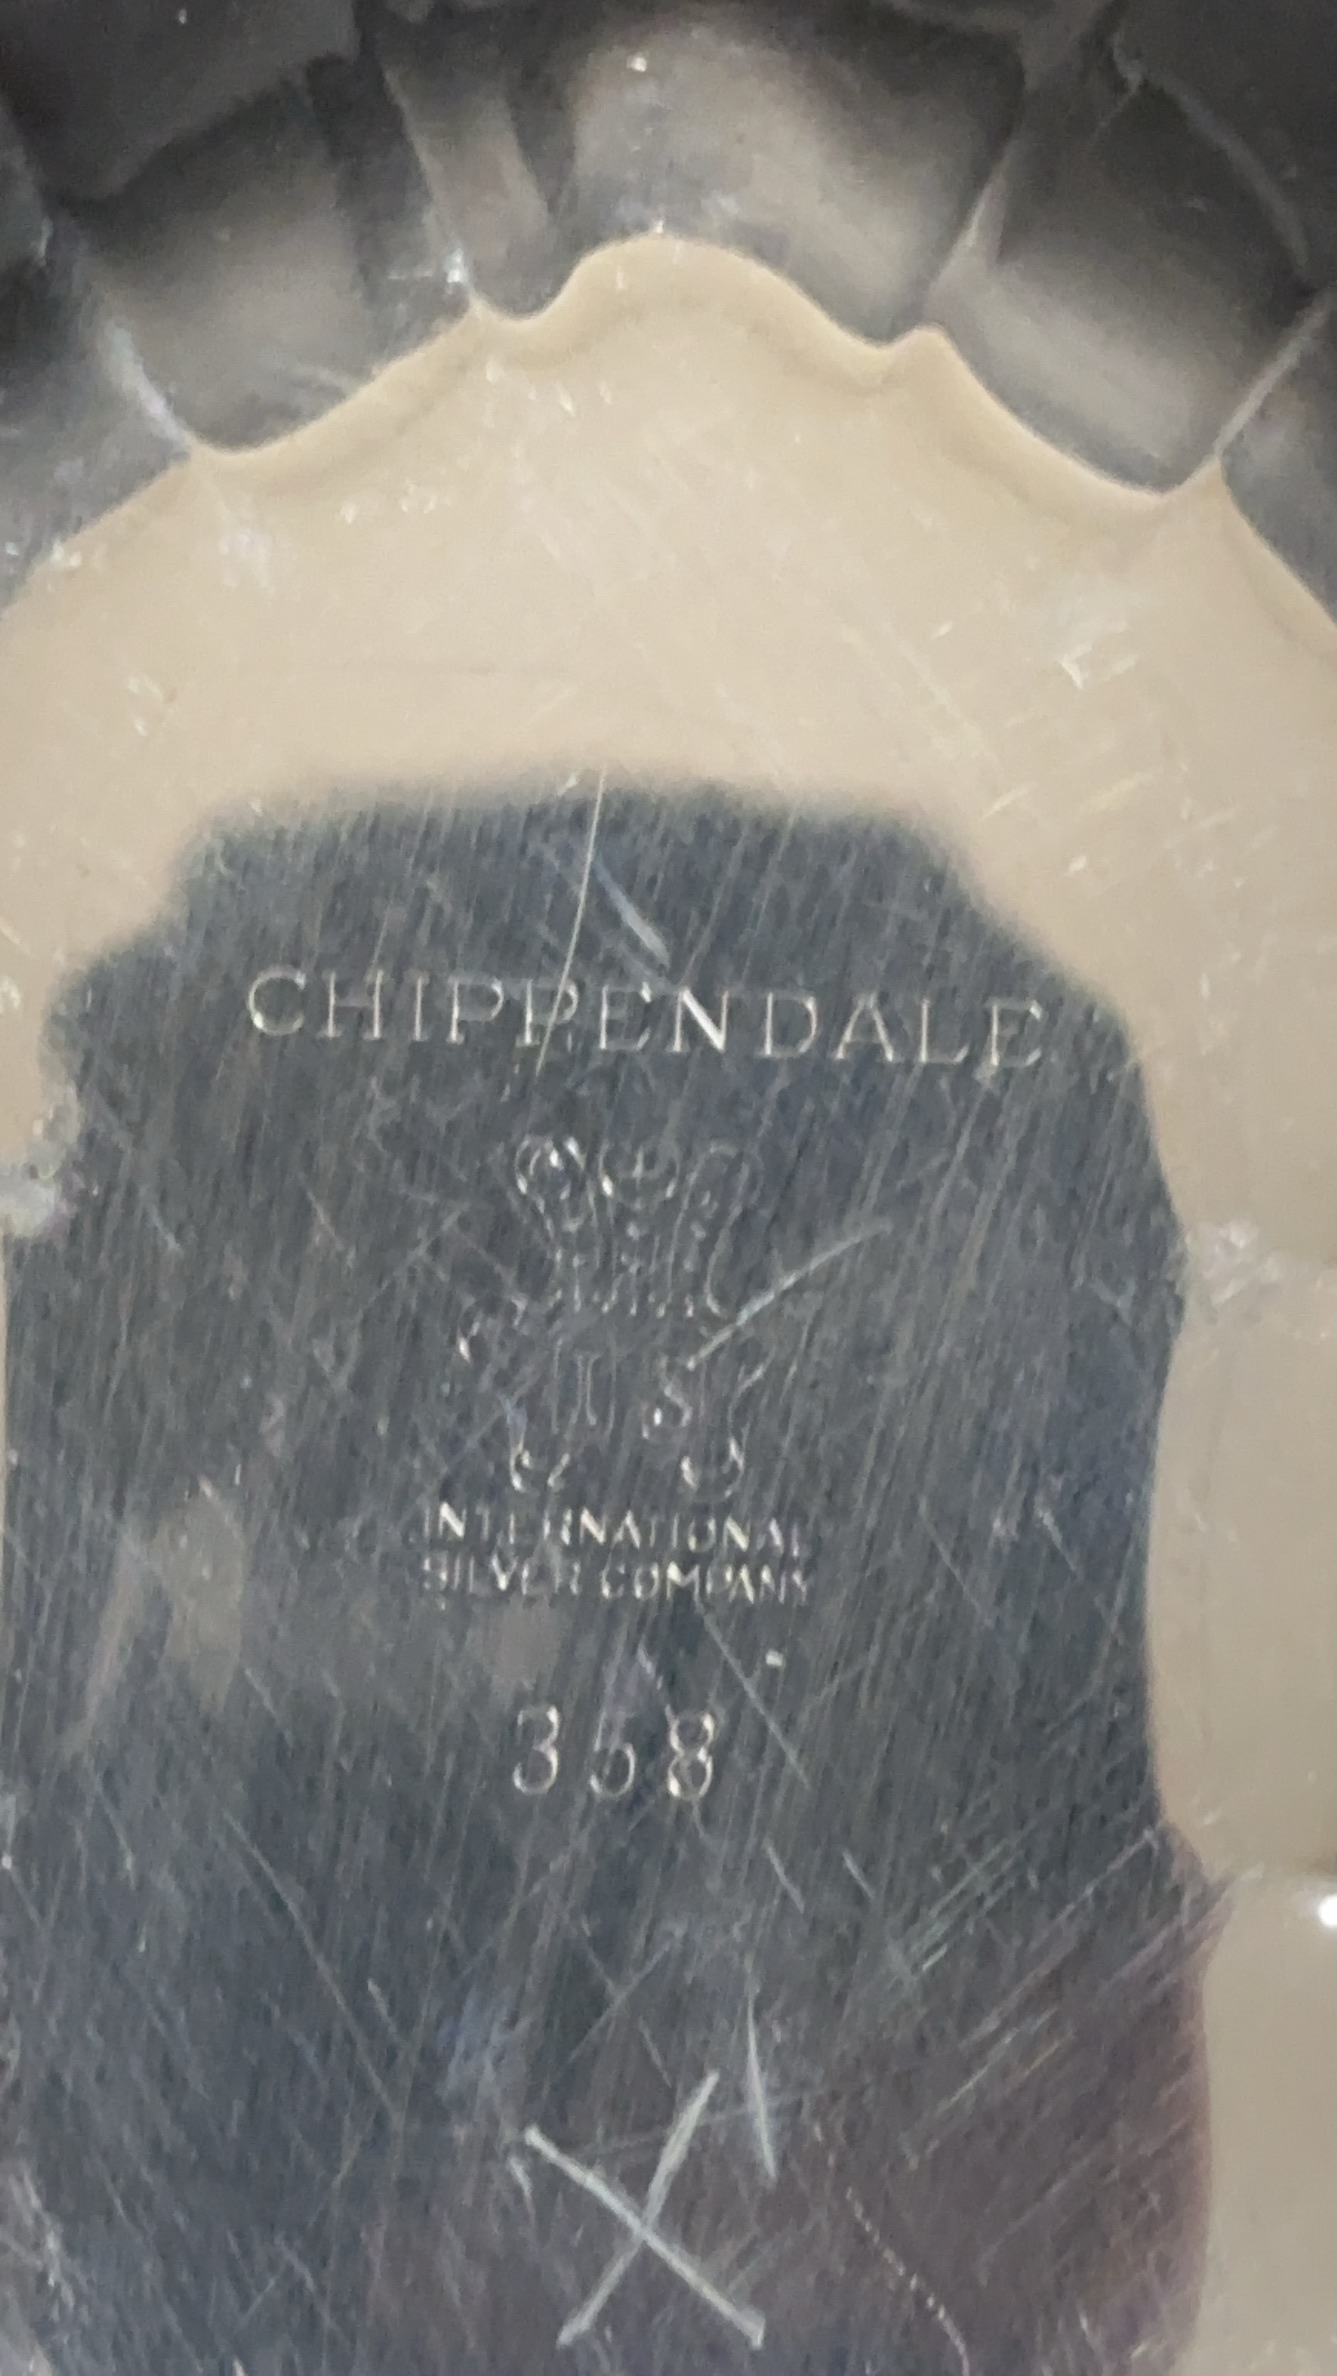 CHIPPENDALE
I S
INTERNATIONAL
SILVER COMPANY
358